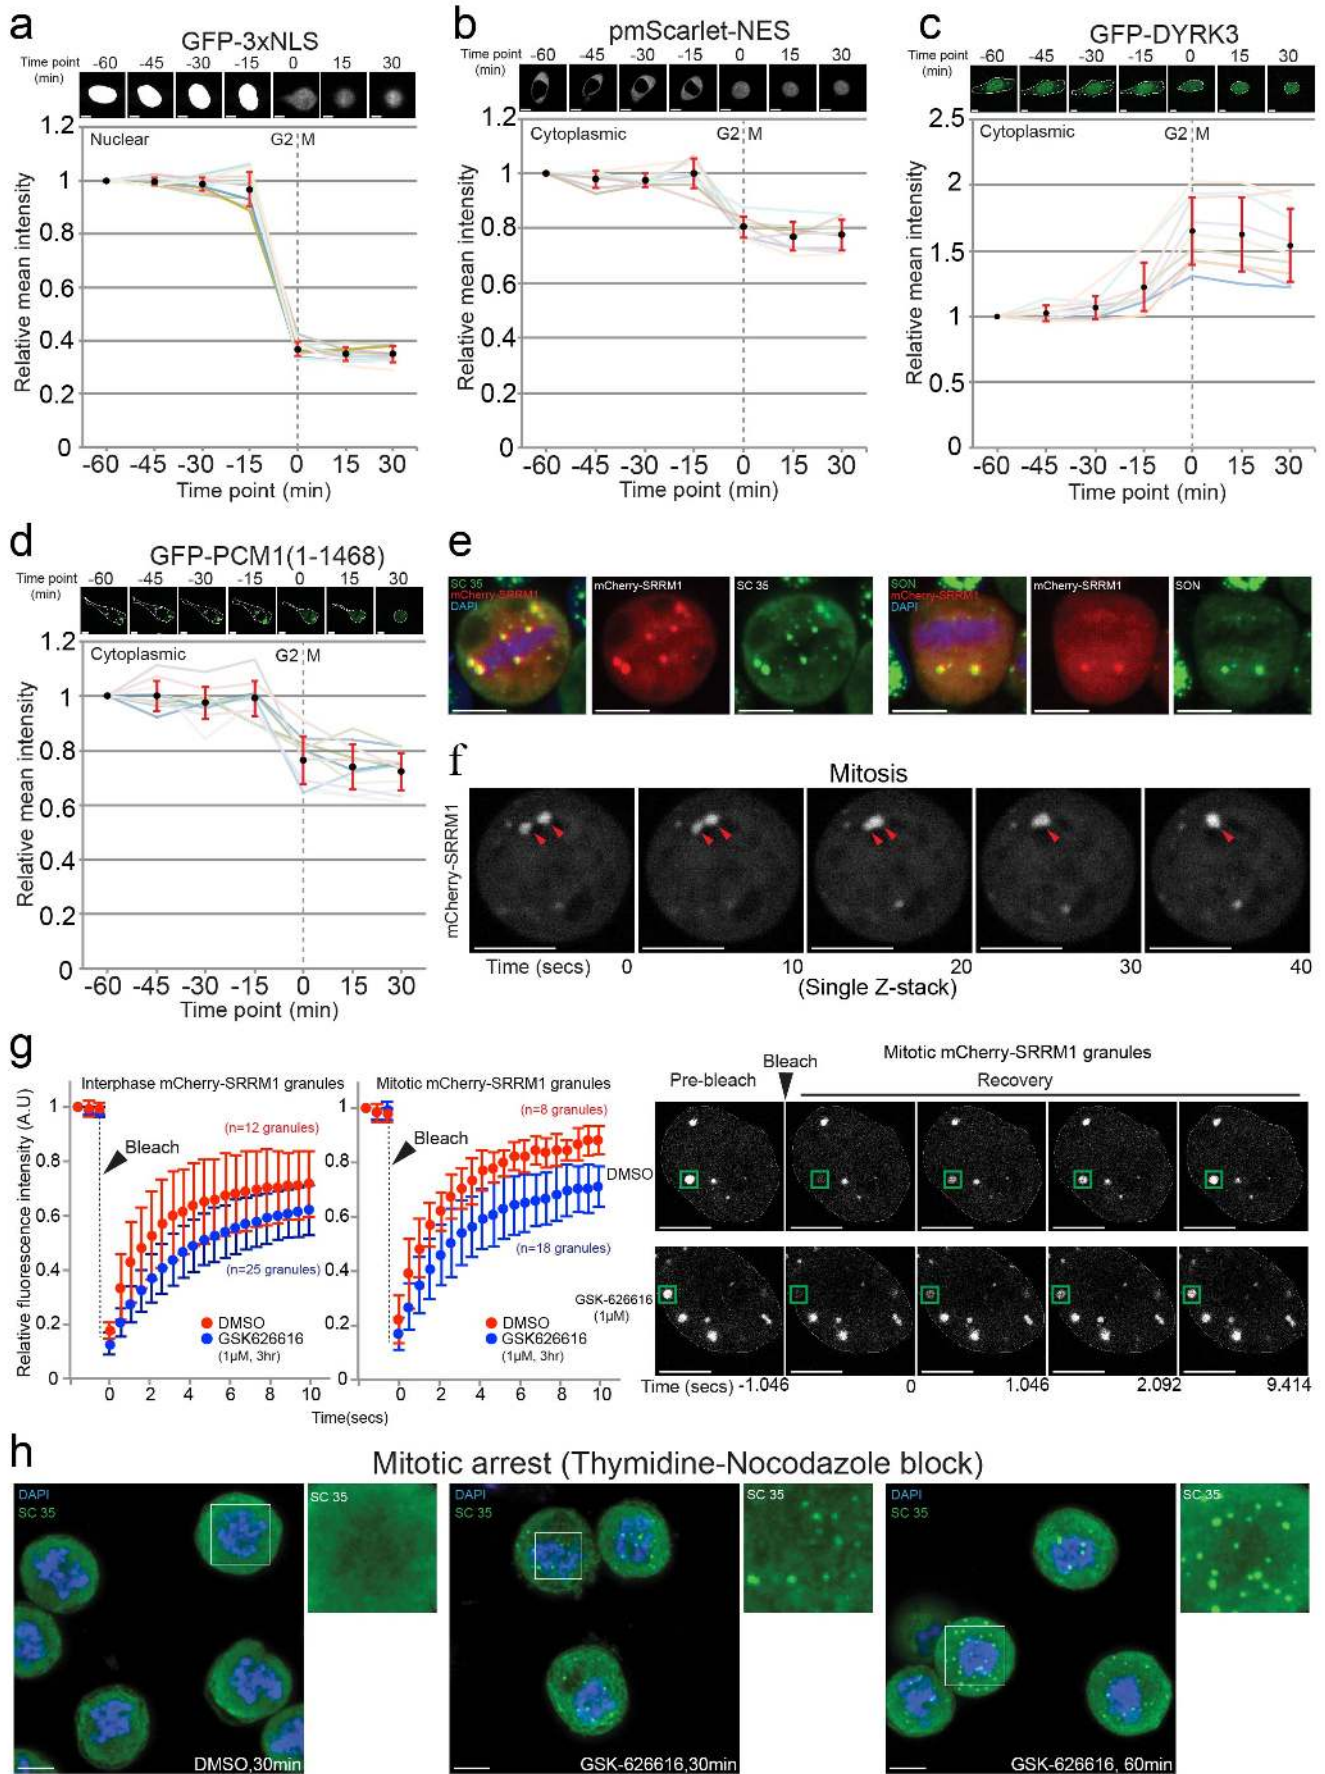 a
GFP-3xNLS
Time point (min) -60 -45 -30 -15 0 15 30
Nuclear G2 M
Relative mean intensity
1.2
1
0.8
0.6
0.4
0.2
0
-60 -45 -30 -15 0 15 30
Time point (min)
b
pmScarlet-NES
Time point (min) -60 -45 -30 -15 0 15 30
Cytoplasmic G2 M
Relative mean intensity
1.2
1
0.8
0.6
0.4
0.2
0
-60 -45 -30 -15 0 15 30
Time point (min)
c
GFP-DYRK3
Time point (min) -60 -45 -30 -15 0 15 30
Cytoplasmic G2 M
Relative mean intensity
2.5
2
1.5
1
0.5
0
-60 -45 -30 -15 0 15 30
Time point (min)
d
GFP-PCM1(1-1468)
Time point (min) -60 -45 -30 -15 0 15 30
Cytoplasmic G2 M
Relative mean intensity
1.2
1
0.8
0.6
0.4
0.2
0
-60 -45 -30 -15 0 15 30
Time point (min)
e
SC 35
mCherry-SRRM1
DAPI
mCherry-SRRM1
SC 35
SON
mCherry-SRRM1
DAPI
mCherry-SRRM1
SON
f
Mitosis
mCherry-SRRM1
Time (secs) 0 10 20 30 40
(Single Z-stack)
g
Relative fluorescence intensity (A.U)
Interphase mCherry-SRRM1 granules
1
0.8
0.6
0.4
0.2
0
Bleach
(n=12 granules)
(n=25 granules)
DMSO
GSK626616
(1µM, 3hr)
0 2 4 6 8 10
Mitotic mCherry-SRRM1 granules
1
0.8
0.6
0.4
0.2
0
Bleach
(n=8 granules)
(n=18 granules)
DMSO
GSK626616
(1µM, 3hr)
0 2 4 6 8 10
Time(secs)
Mitotic mCherry-SRRM1 granules
Bleach
Pre-bleach Recovery
DMSO
GSK-626616
(1µM)
Time (secs) -1.046 0 1.046 2.092 9.414
h
Mitotic arrest (Thymidine-Nocodazole block)
DAPI
SC 35
DMSO,30min
SC 35
DAPI
SC 35
GSK-626616,30min
SC 35
DAPI
SC 35
GSK-626616, 60min
SC 35